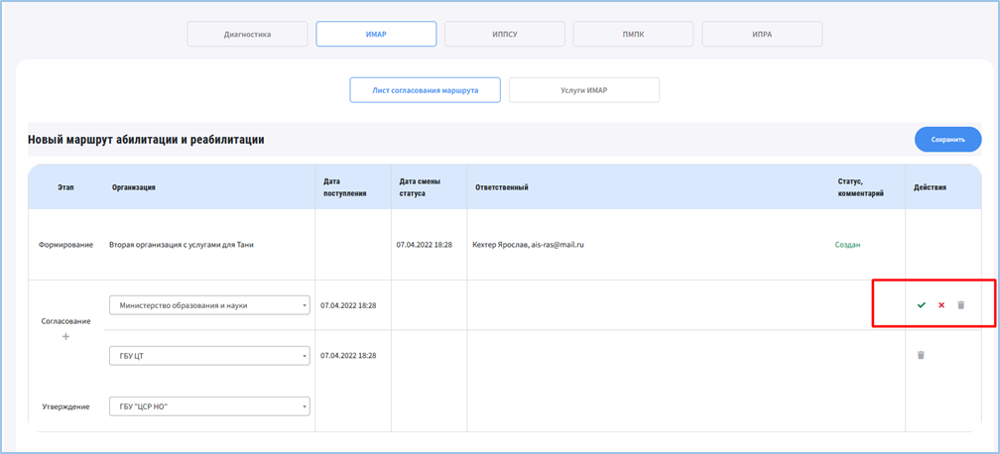 Диагностика ИМАР ИППСУ ПМПК ИПРА
Лист согласования маршрута Услуги ИМАР
Новый маршрут абилитации и реабилитации Сохранить
Этап Организация Дата поступления Дата смены статуса Ответственный Статус, комментарий Действия
Формирование Вторая организация с услугами для Тани 07.04.2022 18:28 Кехтер Ярослав, ais-ras@mail.ru Создан
Согласование
+
Министерство образования и науки 07.04.2022 18:28
ГБУ ЦТ 07.04.2022 18:28
Утверждение ГБУ "ЦСР НО"